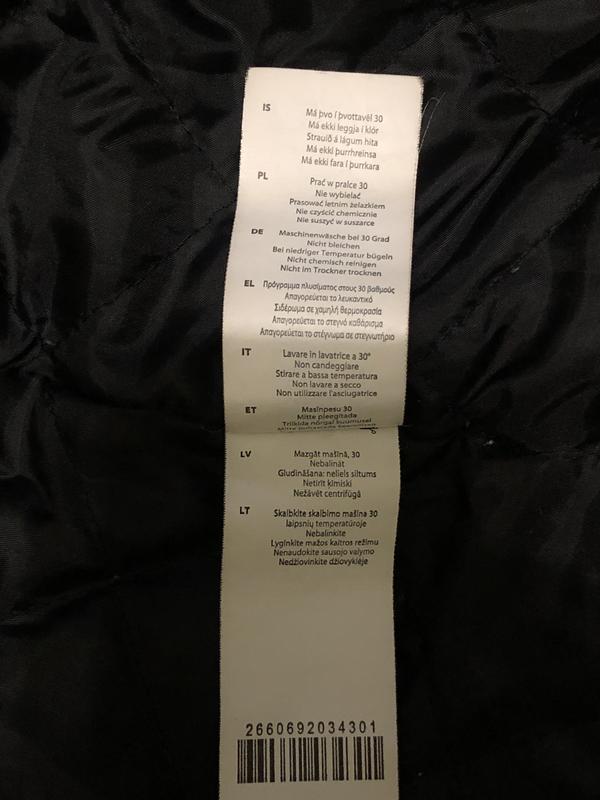 IS
Má þvo í þvottavél 30
Má ekki leggja í klór
Strauið á lágum hita
Má ekki þurrhreinsa
Má ekki fara í þurrkara
PL
Prać w pralce 30
Nie wybielać
Prasować letnim żelazkiem
Nie czyścić chemicznie
Nie suszyć w suszarce
DE
Maschinenwäsche bei 30 Grad
Nicht bleichen
Bei niedriger Temperatur bügeln
Nicht chemisch reinigen
Nicht im Trockner trocknen
EL
Πρόγραμμα πλυσίματος στους 30 βαθμούς
Απαγορεύεται το λευκαντικό
Σιδέρωμα σε χαμηλή θερμοκρασία
Απαγορεύεται το στεγνό καθάρισμα
Απαγορεύεται το στέγνωμα σε στεγνωτήριο
IT
Lavare in lavatrice a 30°
Non candeggiare
Stirare a bassa temperatura
Non lavare a secco
Non utilizzare l'asciugatrice
ET
Masinpesu 30
Mitte pleegitada
Triikida nõrgal kuumusel
Mitte
LV
Mazgāt mašīnā, 30
Nebalināt
Gludināšana: neliels siltums
Netīrīt ķīmiski
Nežāvēt centrifūgā
LT
Skalbkite skalbimo mašina 30
laipsnių temperatūroje
Nebalinkite
Lyginkite mažos kaitros režimu
Nenaudokite sausojo valymo
Nedžiovinkite džiovyklėje
2660692034301